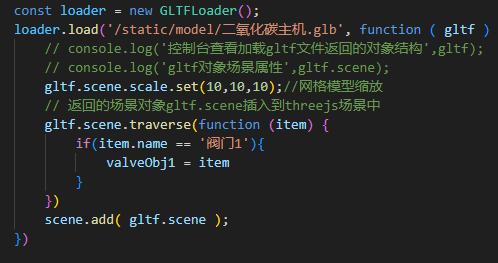 const loader = new GLTFLoader();
loader.load('/static/model/二氧化碳主机.glb', function ( gltf )
// console.log('控制台查看加载gltf文件返回的对象结构',gltf);
// console.log('gltf对象场景属性',gltf.scene);
gltf.scene.scale.set(10,10,10);//网格模型缩放
// 返回的场景对象gltf.scene插入到threejs场景中
gltf.scene.traverse(function (item) {
if(item.name == '阀门1'){
valveObj1 = item
}
})
scene.add( gltf.scene );
})